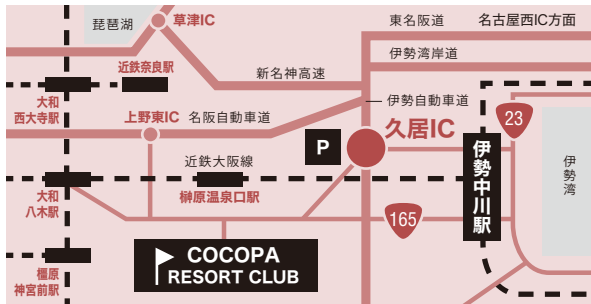 琵琶湖
草津IC
東名阪道
名古屋西IC方面
伊勢湾岸道
近鉄奈良駅
新名神高速
大和
西大寺駅
伊勢自動車道
上野東IC
名阪自動車道
久居IC
23
P
伊勢中川駅
伊勢湾
近鉄大阪線
榊原温泉口駅
大和
八木駅
165
COCOPA
RESORT CLUB
橿原
神宮前駅